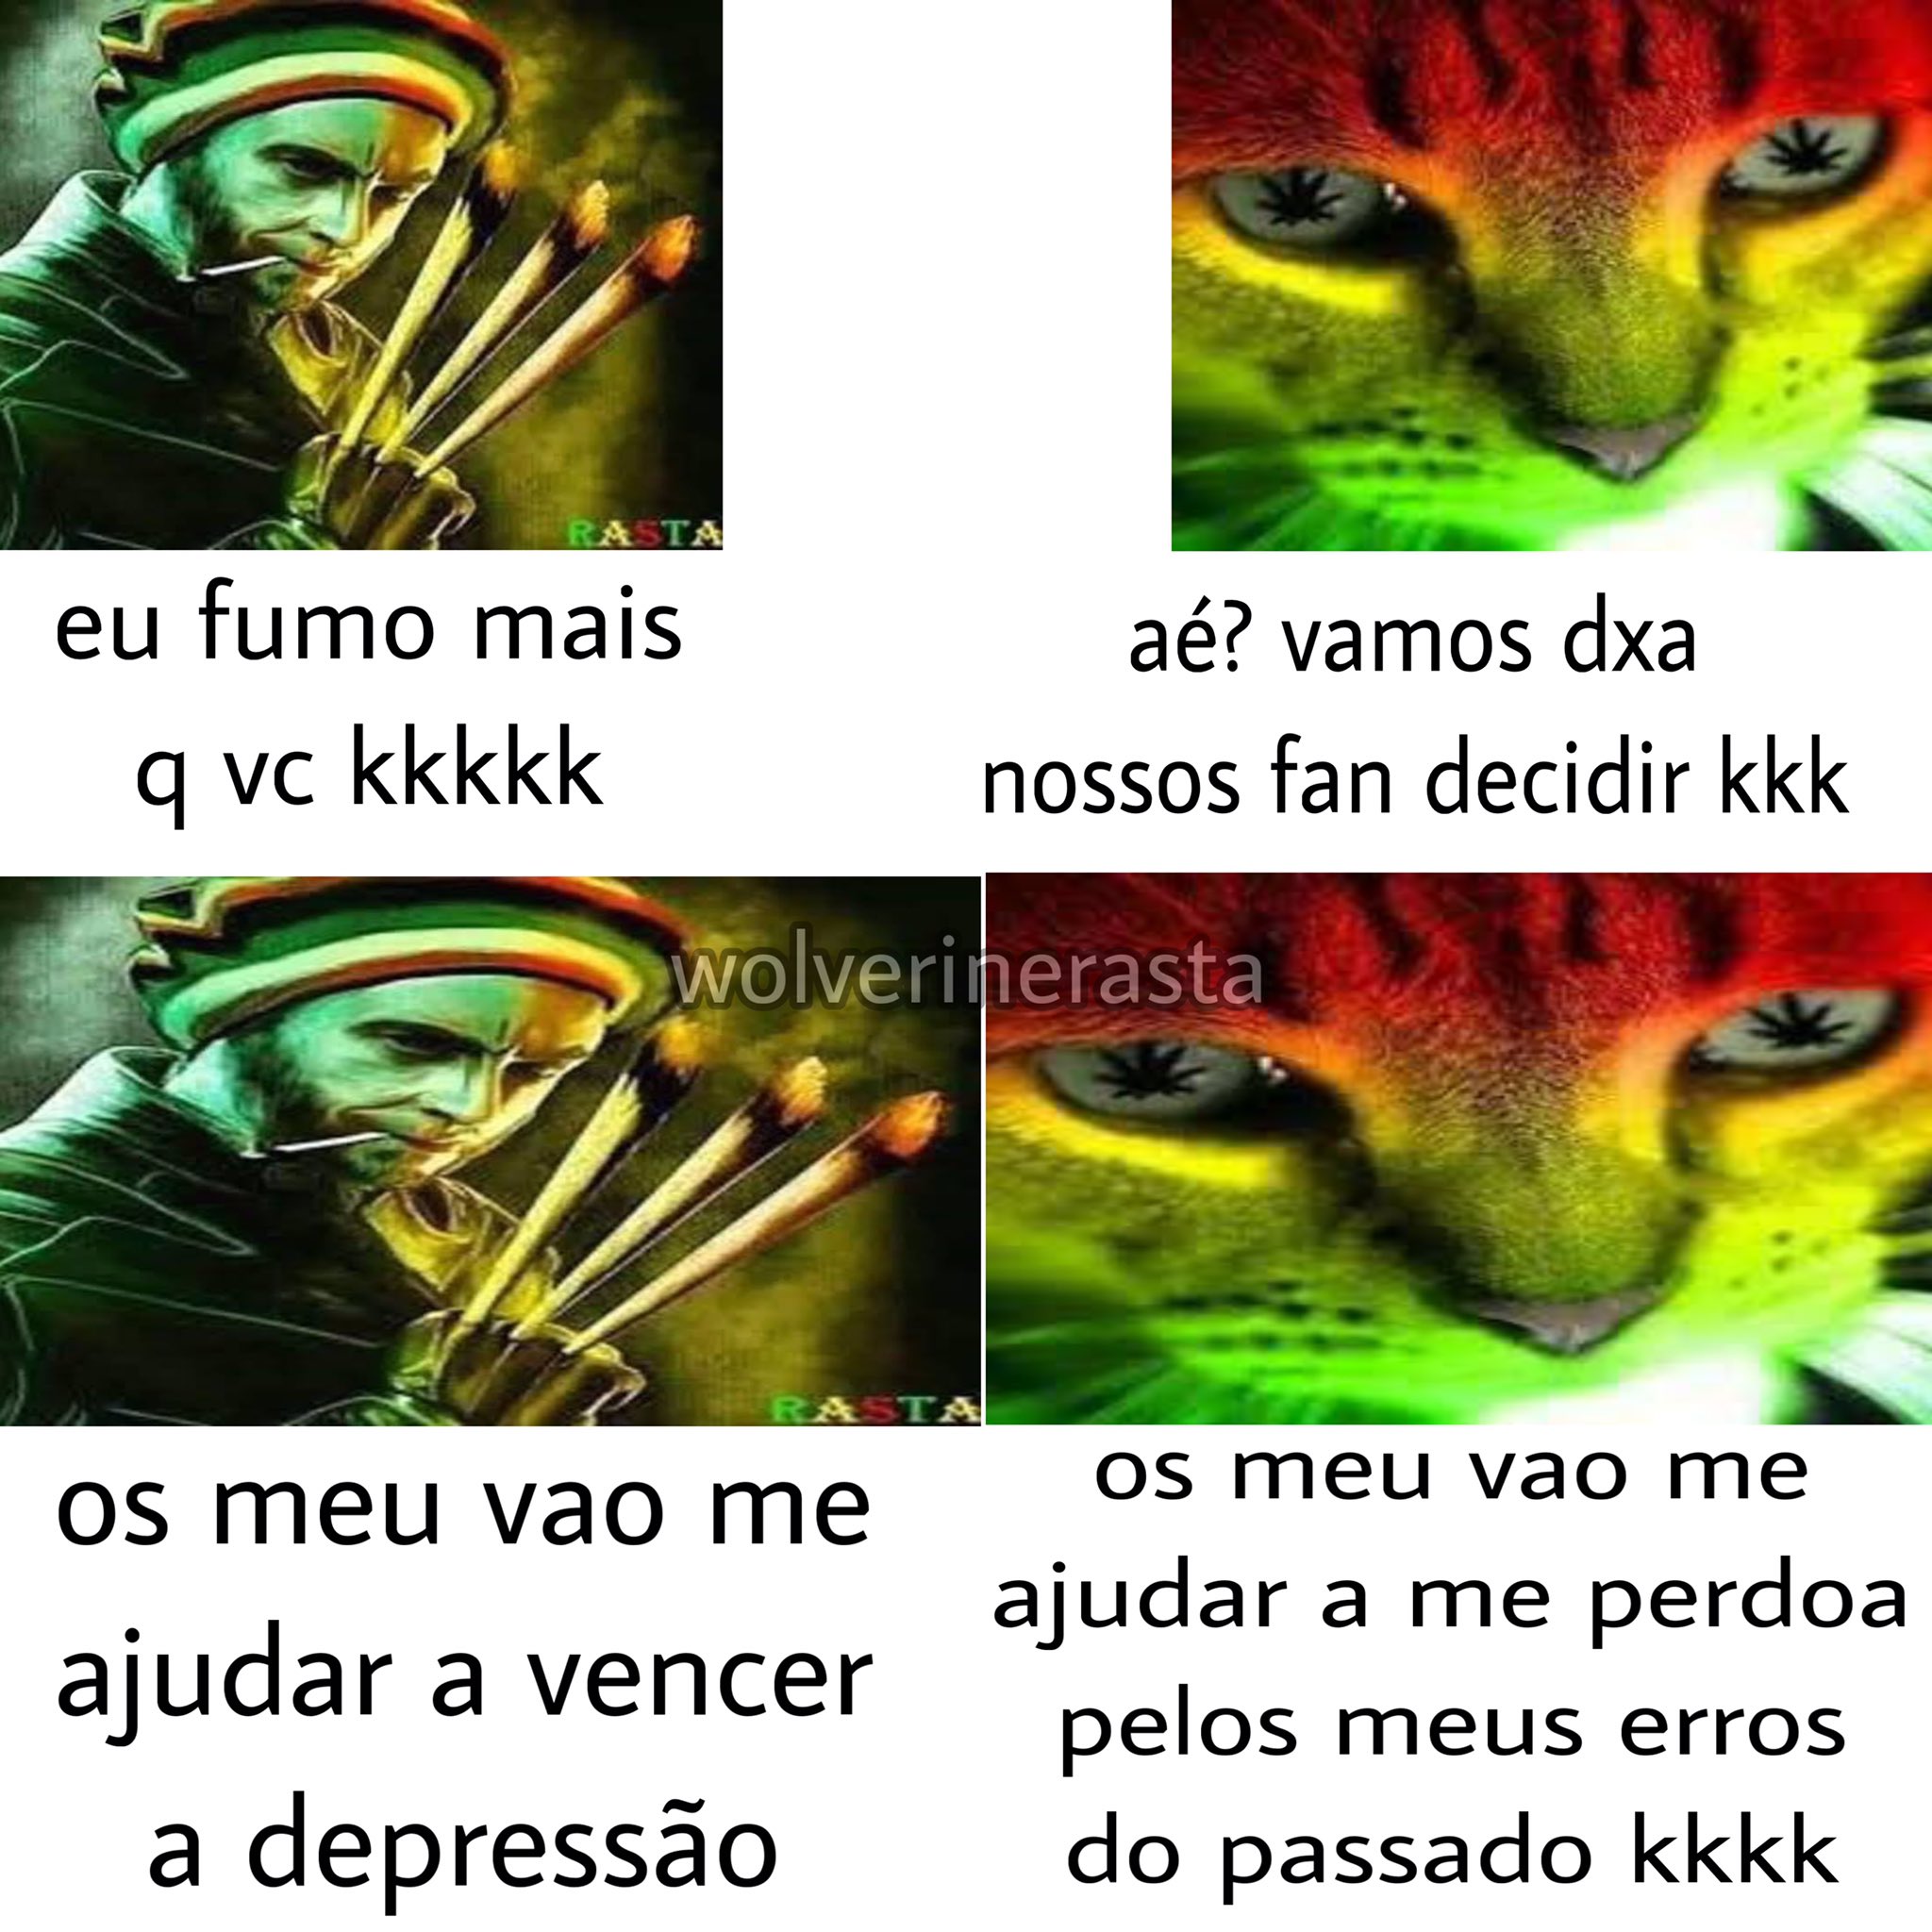 RASTA
eu fumo mais
q vc kkkkk
aé? vamos dxa
nossos fan decidir kkk
wolverinerasta
RASTA
os meu vao me
ajudar a vencer
a depressão
os meu vao me
ajudar a me perdoa
pelos meus erros
do passado kkkk